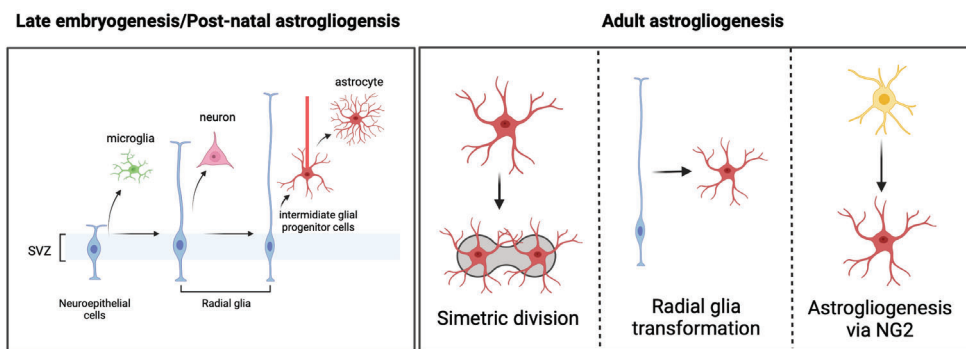 Late embryogenesis/Post-natal astrogliogensis
Adult astrogliogenesis
astrocyte
neuron
microglia
intermidiate glial
progenitor cells
SVZ
Neuroepithelial
cells
Radial glia
Simetric division
Radial glia
transformation
Astrogliogenesis
via NG2